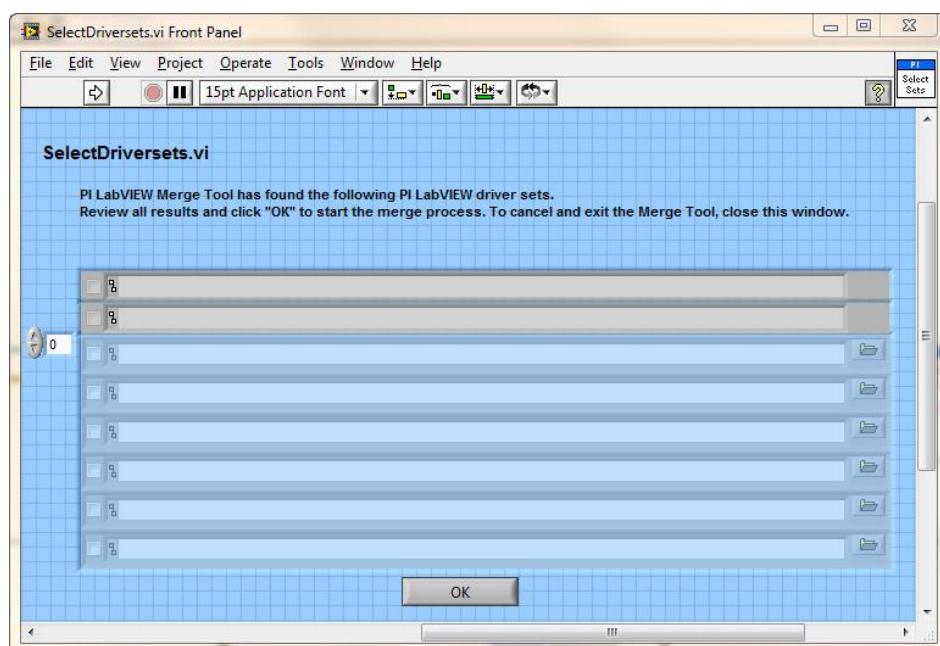 SelectDriversets.vi Front Panel
File Edit View Project Operate Tools Window Help
PI
Select
Sets
15pt Application Font
SelectDriversets.vi
PI LabVIEW Merge Tool has found the following PI LabVIEW driver sets.
Review all results and click "OK" to start the merge process. To cancel and exit the Merge Tool, close this window.
0
OK